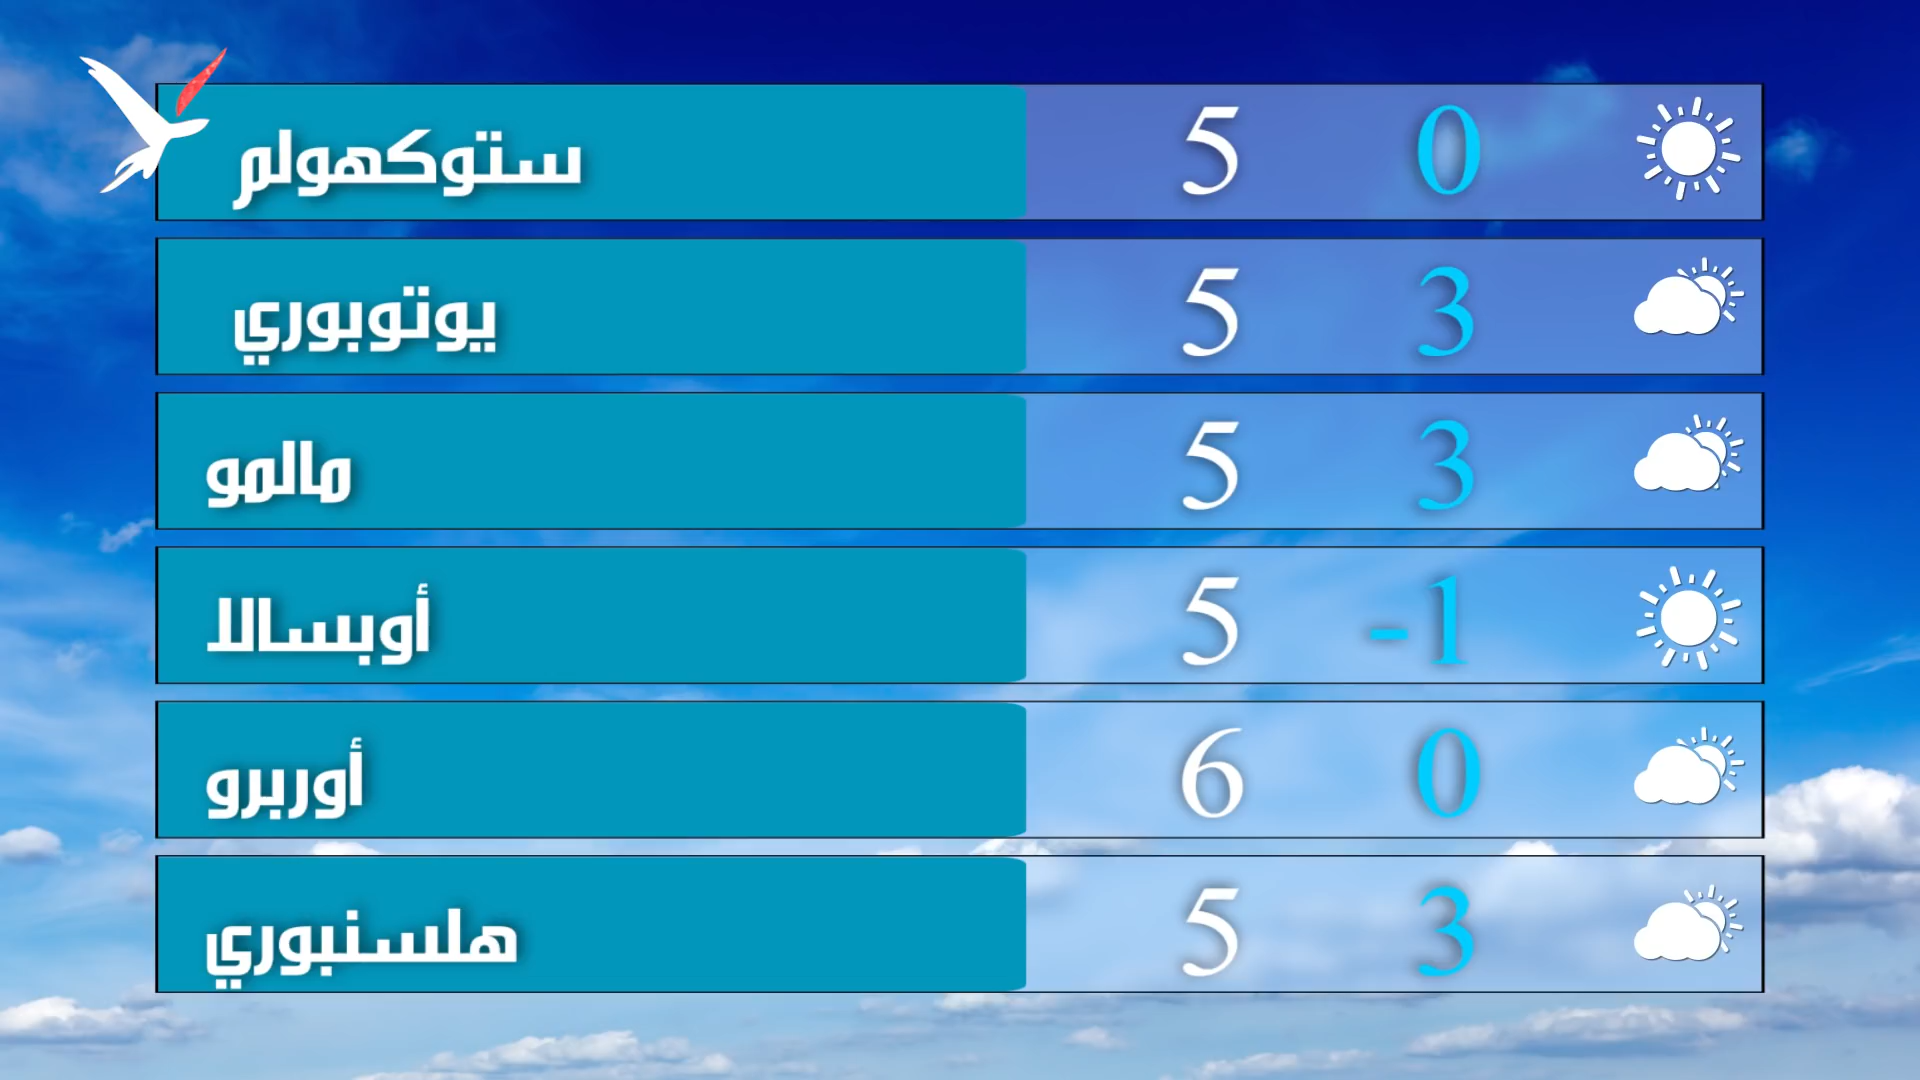 ستوكهولم 5 0
يوتوبوري 5 3
مالمو 5 3
أوبسالا 5 -1
أوربرو 6 0
هلسنبوري 5 3